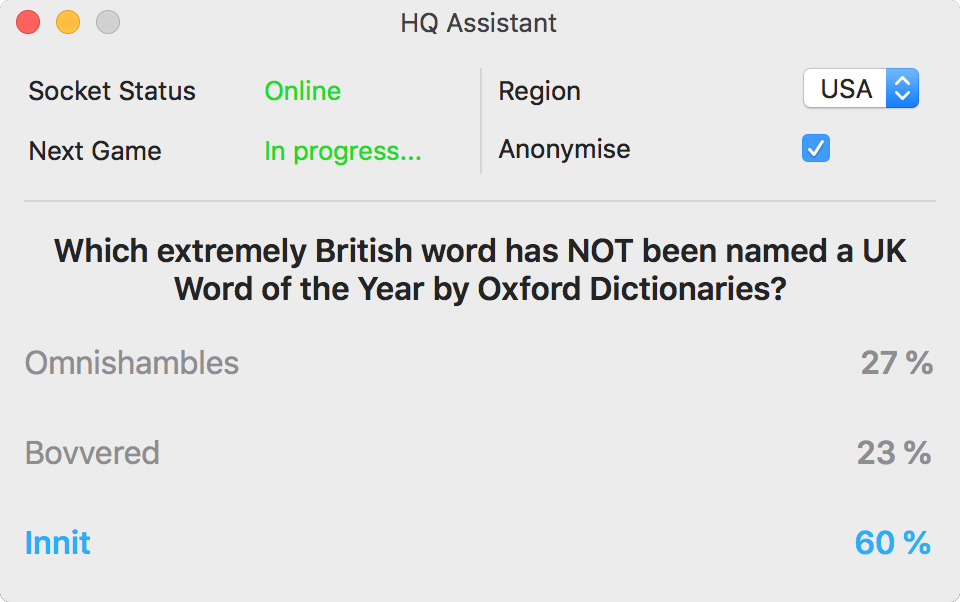 HQ Assistant
Socket Status Online
Region USA
Next Game In progress...
Anonymise
Which extremely British word has NOT been named a UK
Word of the Year by Oxford Dictionaries?
Omnishambles 27 %
Bovvered 23 %
Innit 60 %